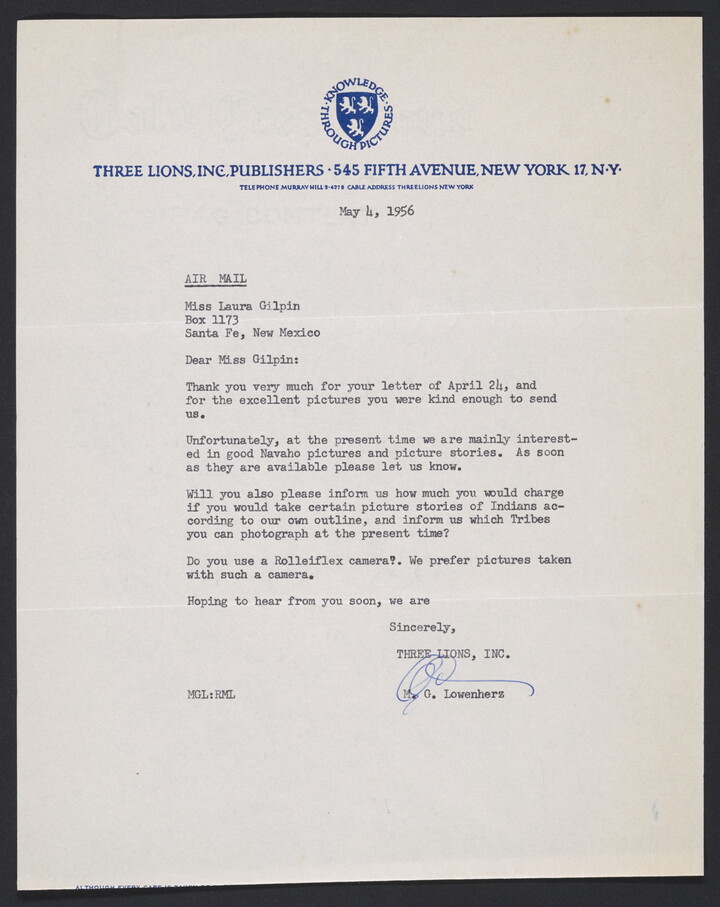 · KNOWLEDGE · THROUGH PICTURES
THREE LIONS, INC. PUBLISHERS · 545 FIFTH AVENUE, NEW YORK 17, N·Y·
TELEPHONE MURRAY HILL 2-4278 CABLE ADDRESS THREELIONS NEW YORK
May 4, 1956
AIR MAIL
Miss Laura Gilpin
Box 1173
Santa Fe, New Mexico
Dear Miss Gilpin:
Thank you very much for your letter of April 24, and
for the excellent pictures you were kind enough to send
us.
Unfortunately, at the present time we are mainly interest-
ed in good Navaho pictures and picture stories. As soon
as they are available please let us know.
Will you also please inform us how much you would charge
if you would take certain picture stories of Indians ac-
cording to our own outline, and inform us which Tribes
you can photograph at the present time?
Do you use a Rolleiflex camera?. We prefer pictures taken
with such a camera.
Hoping to hear from you soon, we are
Sincerely,
THREE LIONS, INC.
MGL:RML M. G. Lowenherz
ALTHOUGH EVERY CARE IS TAKEN